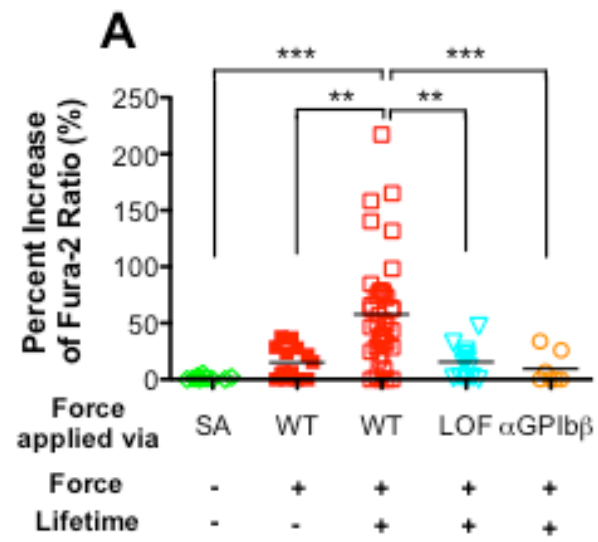 A
*** ***
** **
Percent Increase
of Fura-2 Ratio (%)
250
200
150
100
50
0
Force
applied via SA WT WT LOF αGPIbβ
Force - + + + +
Lifetime - - + + +